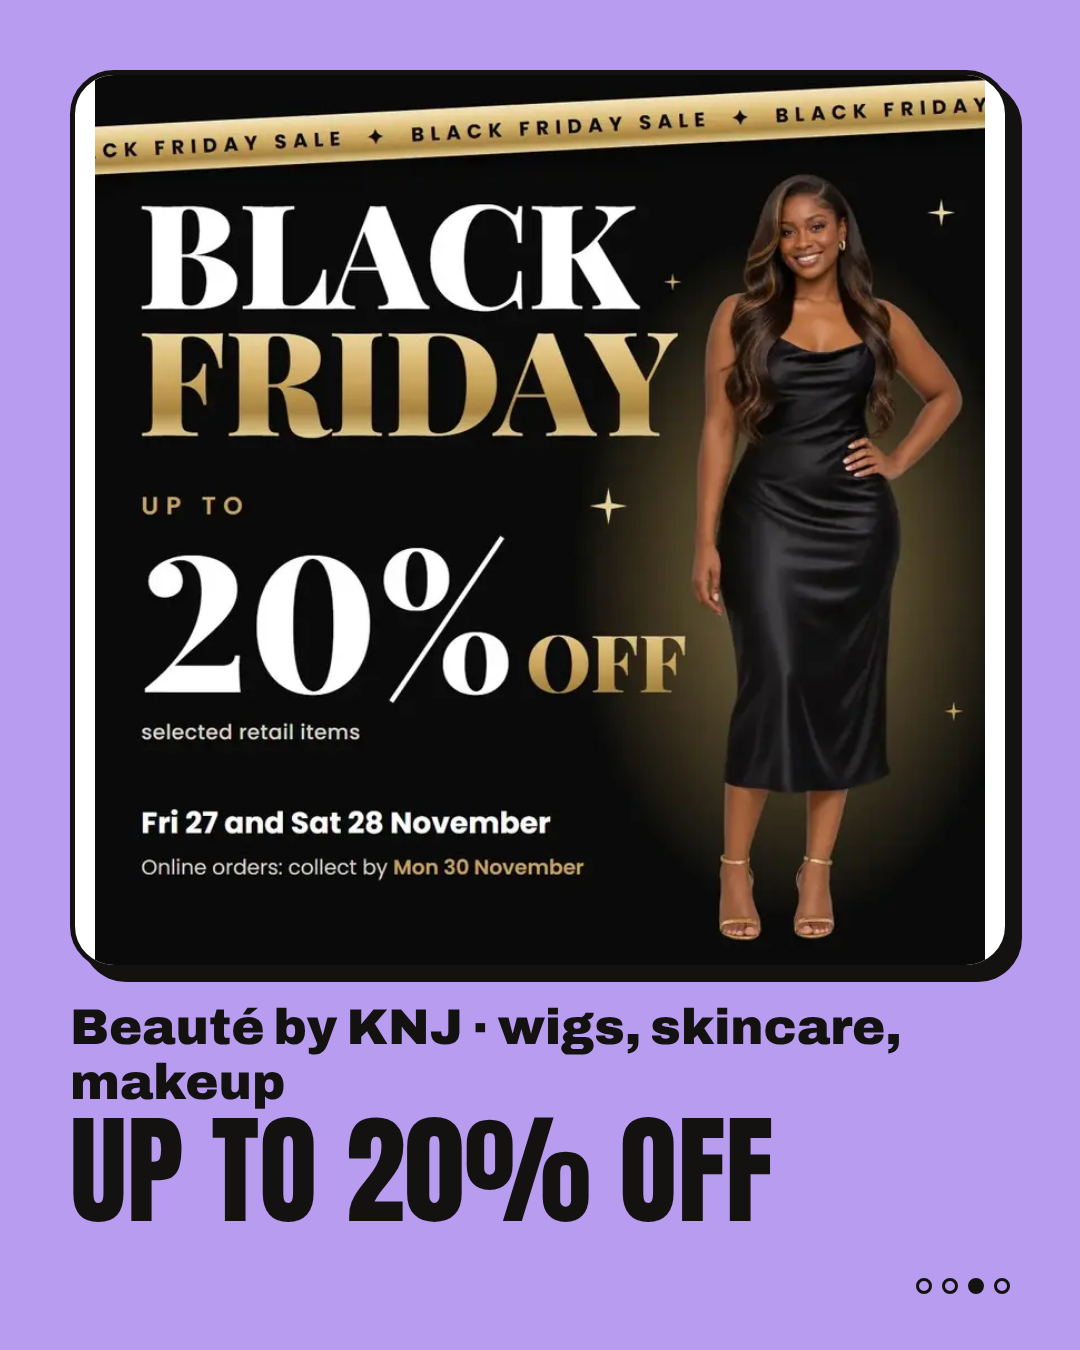 CK FRIDAY SALE ✦ BLACK FRIDAY SALE ✦ BLACK FRIDAY
BLACK
FRIDAY
UP TO
20% OFF
selected retail items
Fri 27 and Sat 28 November
Online orders: collect by Mon 30 November
Beauté by KNJ · wigs, skincare,
makeup
UP TO 20% OFF